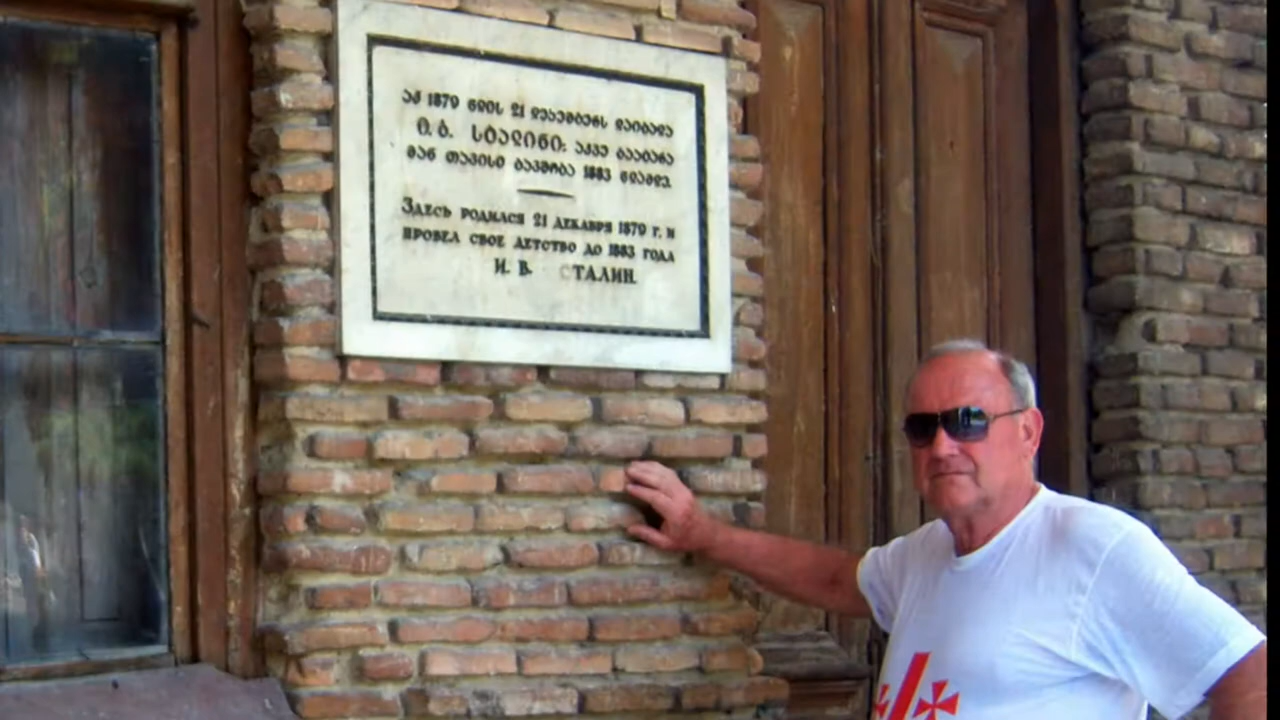 აქ 1879 წლის 21 დეკემბერს დაიბადა
ი. ბ. სტალინი; აქვე გაატარა
მან თავისი ბავშობა 1883 წლამდე.
Здесь родился 21 декабря 1879 г. и
провел свое детство до 1883 года
И. В. Сталин.